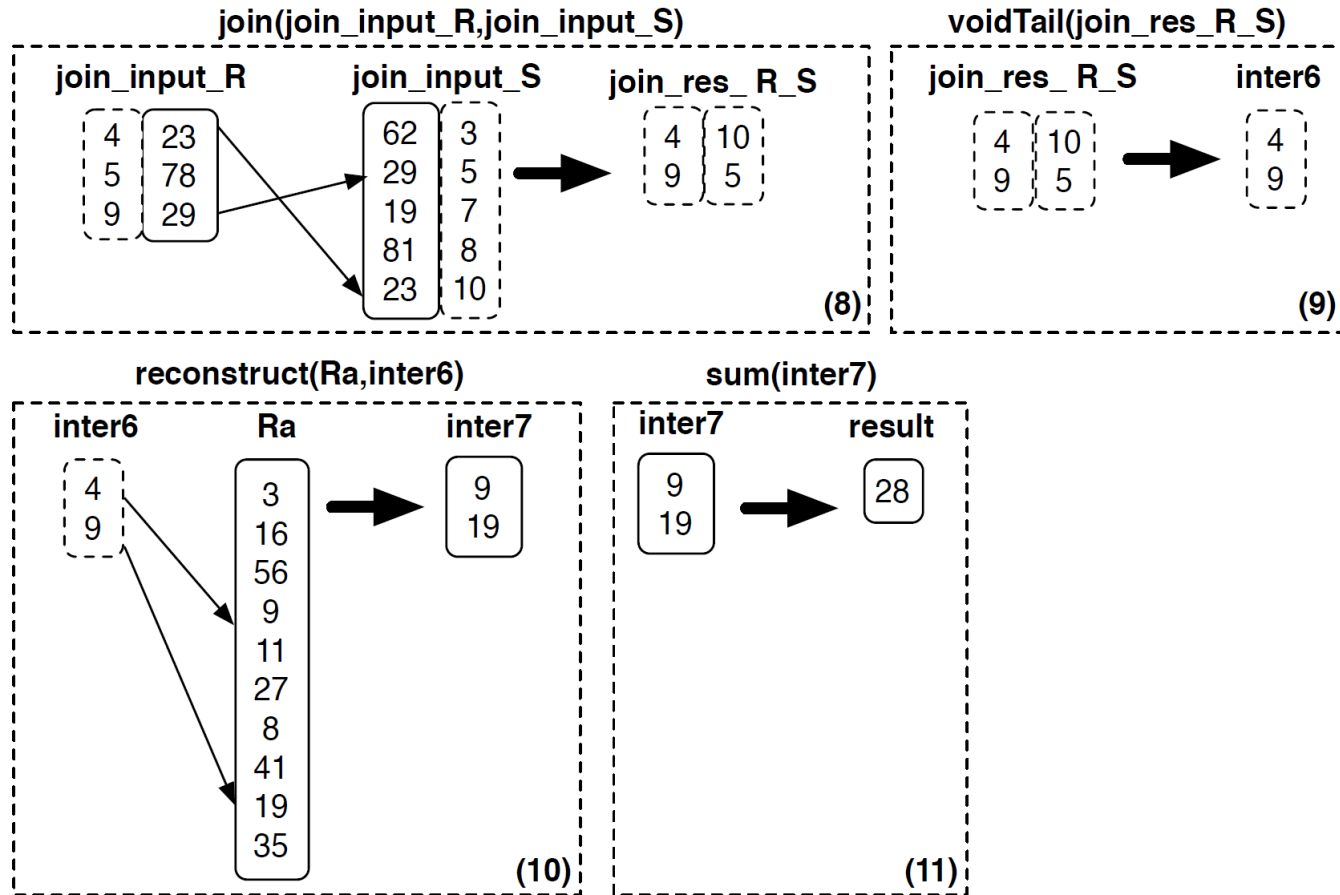 join(join_input_R,join_input_S)
join_input_R join_input_S join_res_ R_S
4 23 62 3 4 10
5 78 29 5 9 5
9 29 19 7
81 8
23 10
(8)
voidTail(join_res_R_S)
join_res_ R_S inter6
4 10 4
9 5 9
(9)
reconstruct(Ra,inter6)
inter6 Ra inter7
4 3 9
9 16 19
56
9
11
27
8
41
19
35
(10)
sum(inter7)
inter7 result
9 28
19
(11)